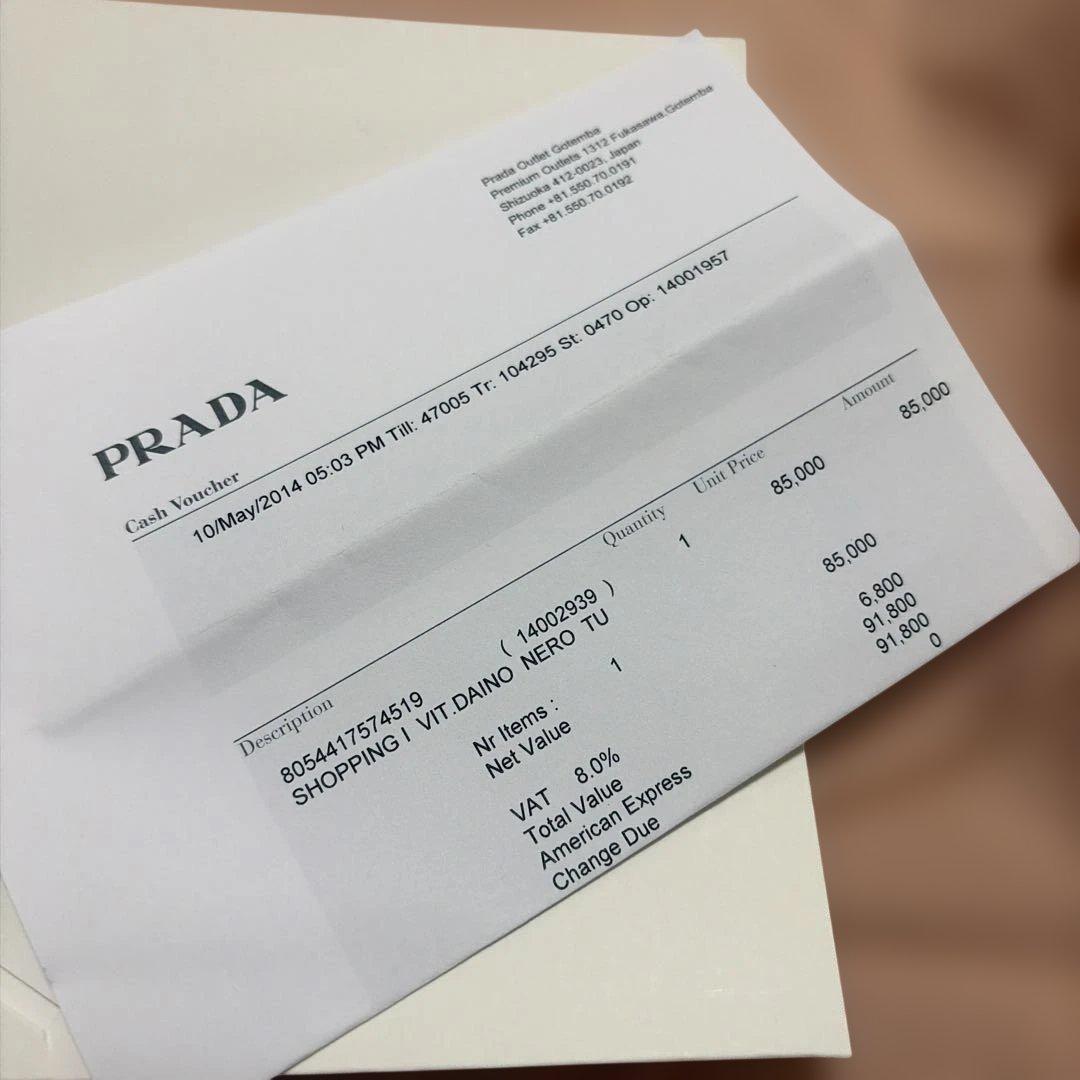 Prada Outlet Gotemba
Premium Outlets 1312 Fukasawa.Gotemba
Shizuoka 412-0023, Japan
Phone +81.550.70.0191
Fax +81.550.70.0192
PRADA
Cash Voucher
10/May/2014 05:03 PM Till: 47005 Tr: 104295 St: 0470 Op: 14001957
Description Quantity Unit Price Amount
8054417574519 ( 14002939 ) 1 85,000 85,000
SHOPPING I VIT.DAINO NERO TU
Nr Items : 1
Net Value 85,000
VAT 8.0% 6,800
Total Value 91,800
American Express 91,800
Change Due 0